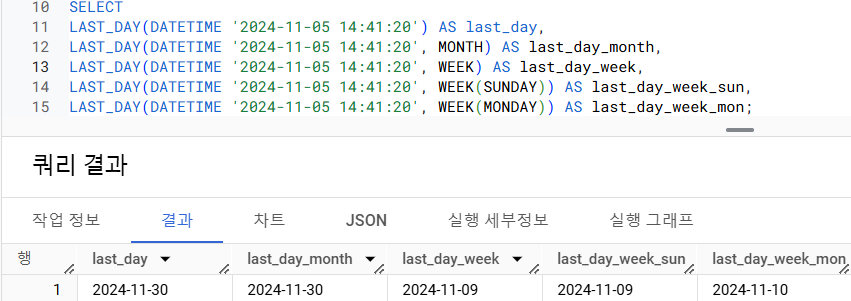 10 SELECT
11 LAST_DAY(DATETIME '2024-11-05 14:41:20') AS last_day,
12 LAST_DAY(DATETIME '2024-11-05 14:41:20', MONTH) AS last_day_month,
13 LAST_DAY(DATETIME '2024-11-05 14:41:20', WEEK) AS last_day_week,
14 LAST_DAY(DATETIME '2024-11-05 14:41:20', WEEK(SUNDAY)) AS last_day_week_sun,
15 LAST_DAY(DATETIME '2024-11-05 14:41:20', WEEK(MONDAY)) AS last_day_week_mon;
쿼리 결과
작업 정보 결과 차트 JSON 실행 세부정보 실행 그래프
행 last_day last_day_month last_day_week last_day_week_sun last_day_week_mon
1 2024-11-30 2024-11-30 2024-11-09 2024-11-09 2024-11-10